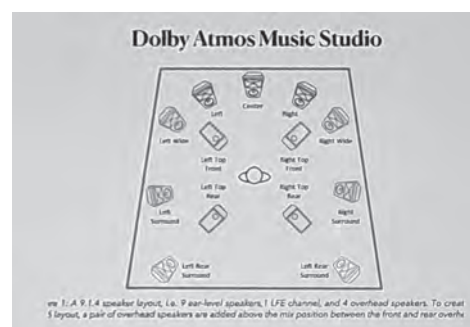 Dolby Atmos Music Studio
Center
Left
Right
Left Wide
Right Wide
Left Top
Front
Right Top
Front
Left Top
Rear
Right Top
Rear
Left
Surround
Right
Surround
Left Rear
Surround
Left Rear
Surround
re 1: A 9.1.4 speaker layout, i.e. 9 ear-level speakers, 1 LFE channel, and 4 overhead speakers. To creat
5 layout, a pair of overhead speakers are added above the mix position between the front and rear overhe